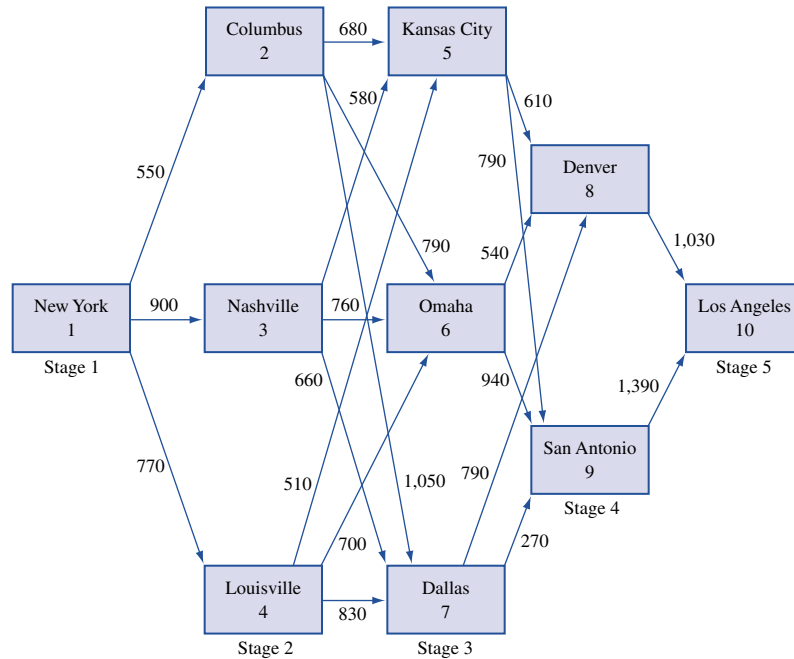 Columbus
2
680
Kansas City
5
580
610
790
Denver
8
550
1,030
790
540
New York
1
Stage 1
900
Nashville
3
760
Omaha
6
Los Angeles
10
Stage 5
660
940
1,390
770
510
1,050
790
San Antonio
9
Stage 4
700
270
Louisville
4
Stage 2
830
Dallas
7
Stage 3